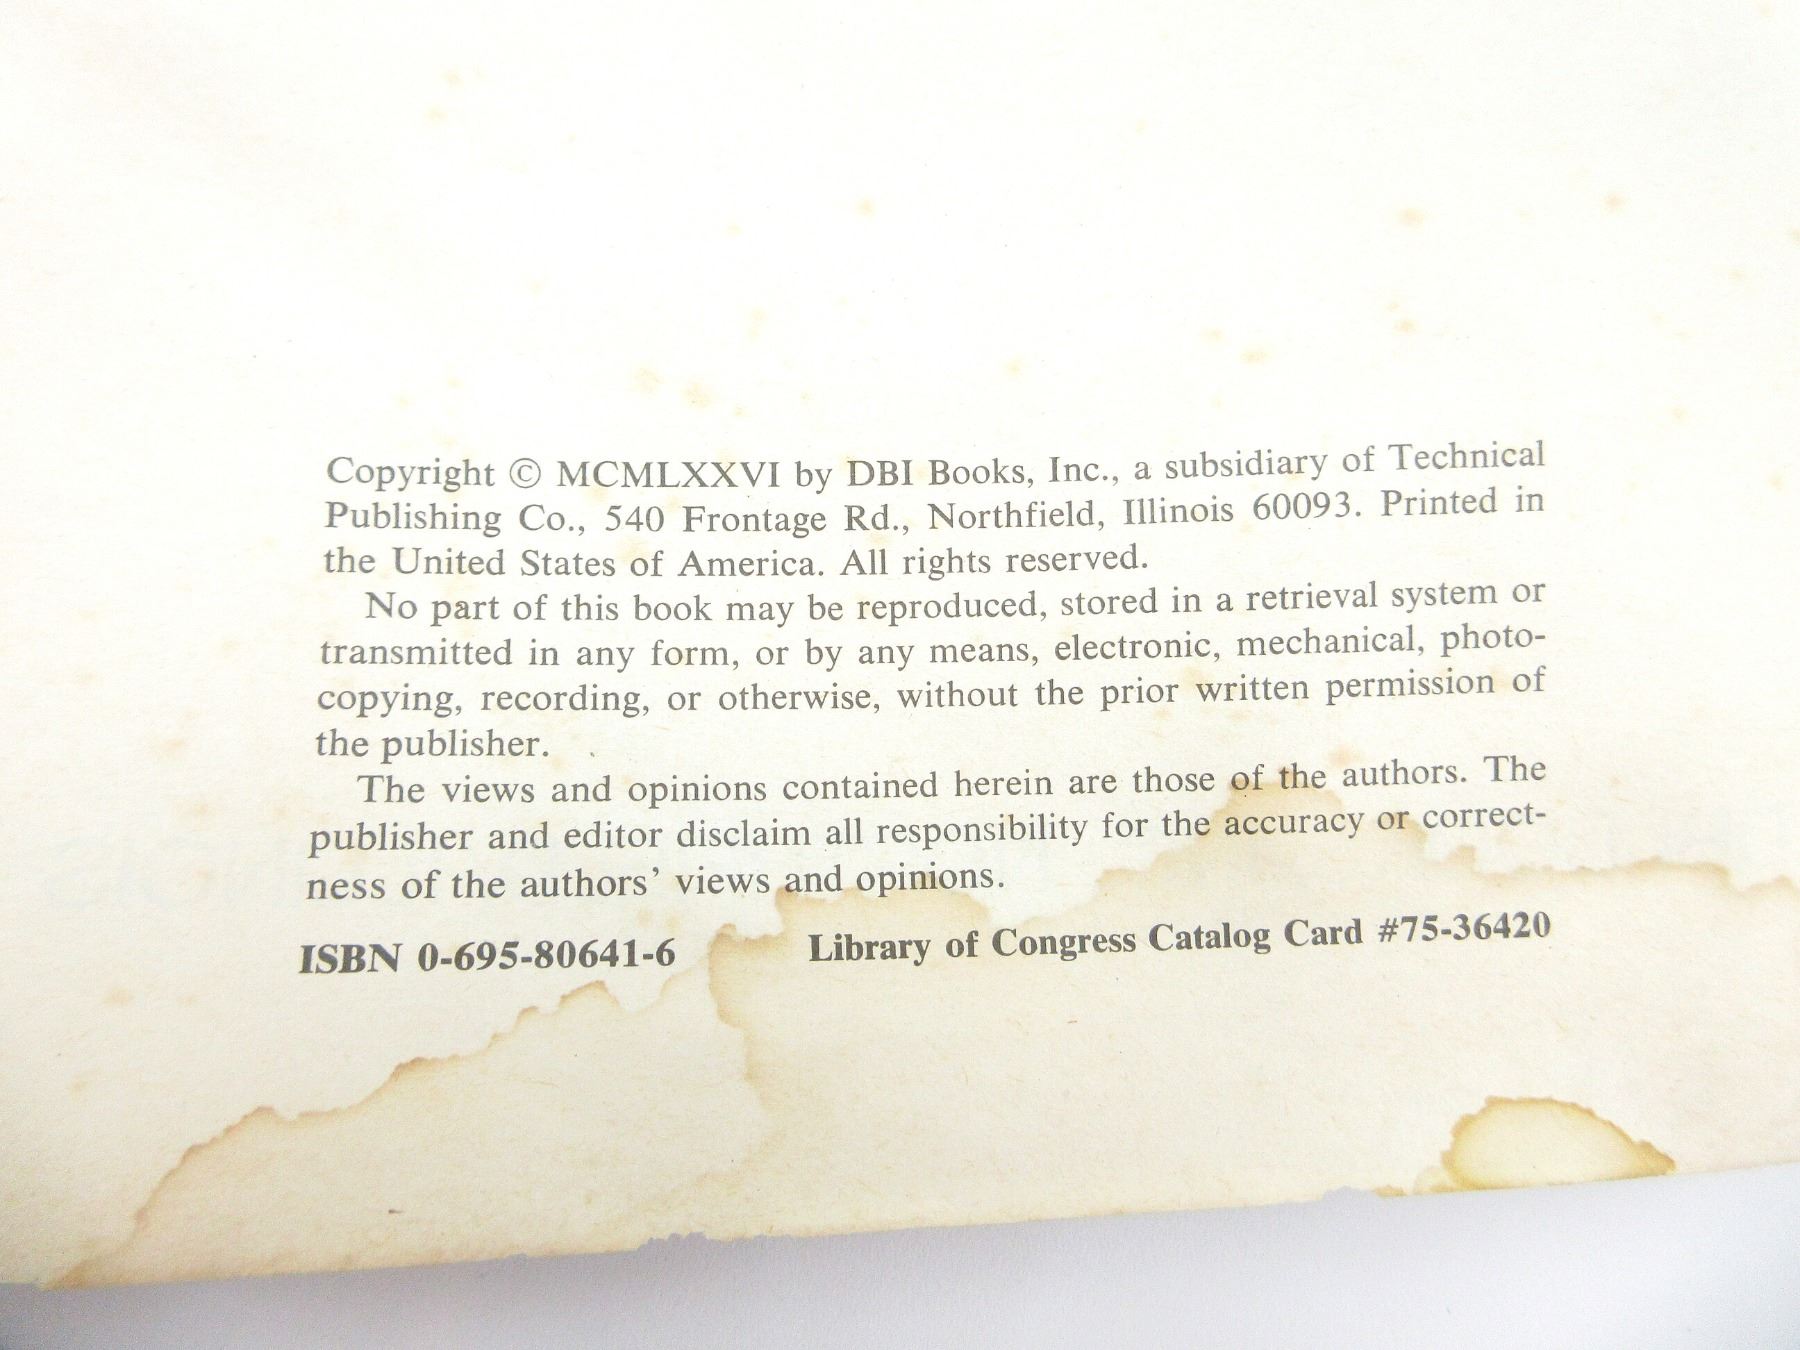 Copyright © MCMLXXVI by DBI Books, Inc., a subsidiary of Technical
Publishing Co., 540 Frontage Rd., Northfield, Illinois 60093. Printed in
the United States of America. All rights reserved.
No part of this book may be reproduced, stored in a retrieval system or
transmitted in any form, or by any means, electronic, mechanical, photo-
copying, recording, or otherwise, without the prior written permission of
the publisher.
The views and opinions contained herein are those of the authors. The
publisher and editor disclaim all responsibility for the accuracy or correct-
ness of the authors' views and opinions.
ISBN 0-695-80641-6 Library of Congress Catalog Card #75-36420